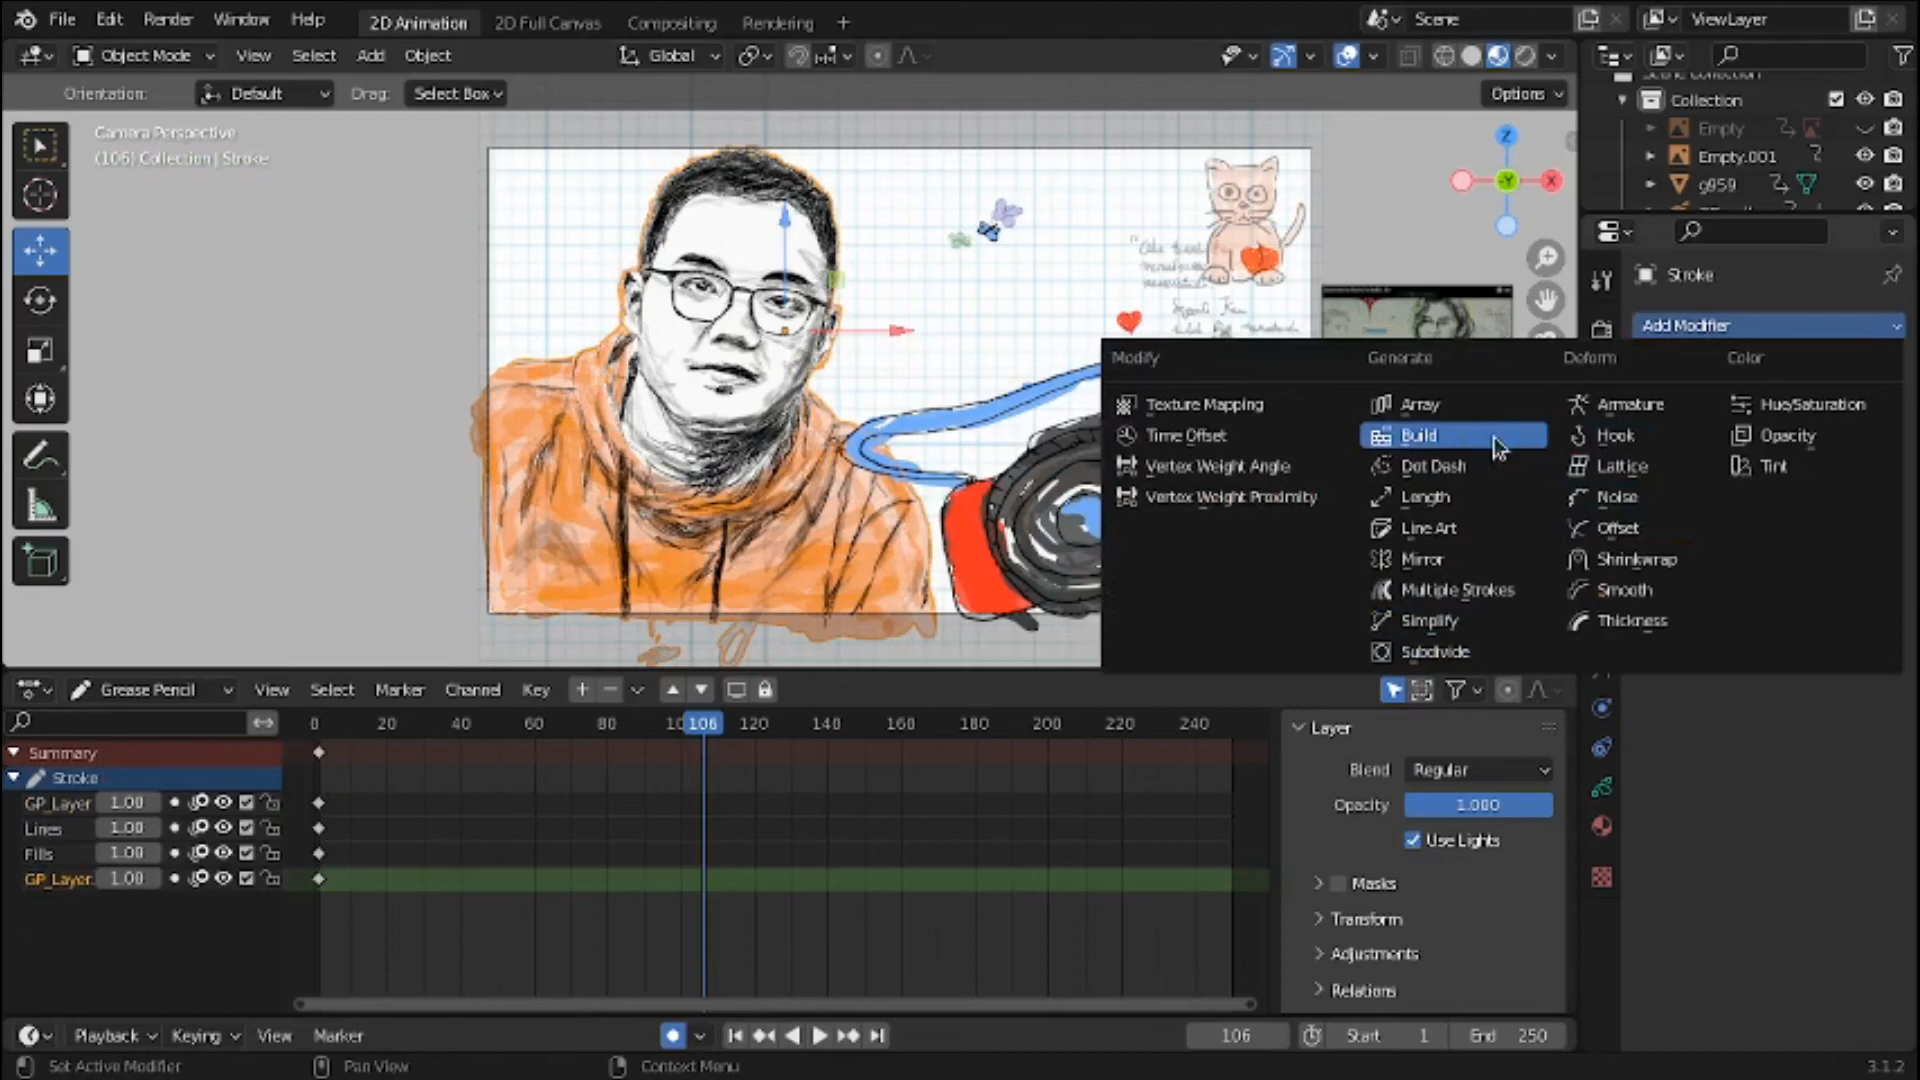 File Edit Render Window Help 2D Animation 2D Full Canvas Compositing Rendering + Scene ViewLayer
Object Mode View Select Add Object Global
Orientation: Default Drag: Select Box Options
Collection
Empty
Empty.001
g959
Camera Perspective
(106) Collection | Stroke
Z
-Y
X
Stroke
Add Modifier
Modify Generate Deform Color
Texture Mapping Array Armature Hue/Saturation
Time Offset Build Hook Opacity
Vertex Weight Angle Dot Dash Lattice Tint
Vertex Weight Proximity Length Noise
Line Art Offset
Mirror Shrinkwrap
Multiple Strokes Smooth
Simplify Thickness
Subdivide
Grease Pencil View Select Marker Channel Key
0 20 40 60 80 106 120 140 160 180 200 220 240
Summary
Stroke
GP_Layer 1.00
Lines 1.00
Fills 1.00
GP_Layer. 1.00
Layer
Blend Regular
Opacity 1.000
Use Lights
Masks
Transform
Adjustments
Relations
Playback Keying View Marker 106 Start 1 End 250
Set Active Modifier Pan View Context Menu 3.1.2